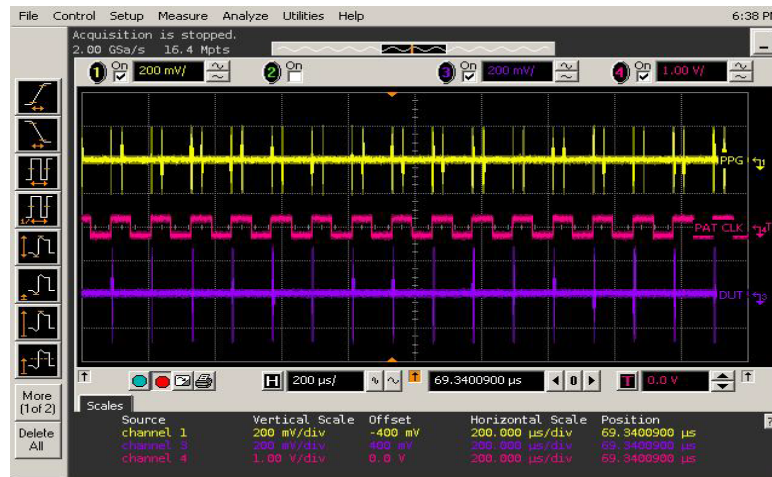 File Control Setup Measure Analyze Utilities Help 6:38 P
Acquisition is stopped.
2.00 GSa/s 16.4 Mpts
1 On 200 mV/ 2 On 3 On 200 mV/ 4 On 1.00 V/
PPG 1
PAT CLK T
DUT 3
H 200 µs/ 69.3400900 µs 0 T 0.0 V
More
(1 of 2)
Delete
All
Scales
Source Vertical Scale Offset Horizontal Scale Position
channel 1 200 mV/div -400 mV 200.000 µs/div 69.3400900 µs
channel 3 200 mV/div 400 mV 200.000 µs/div 69.3400900 µs
channel 4 1.00 V/div 0.0 V 200.000 µs/div 69.3400900 µs